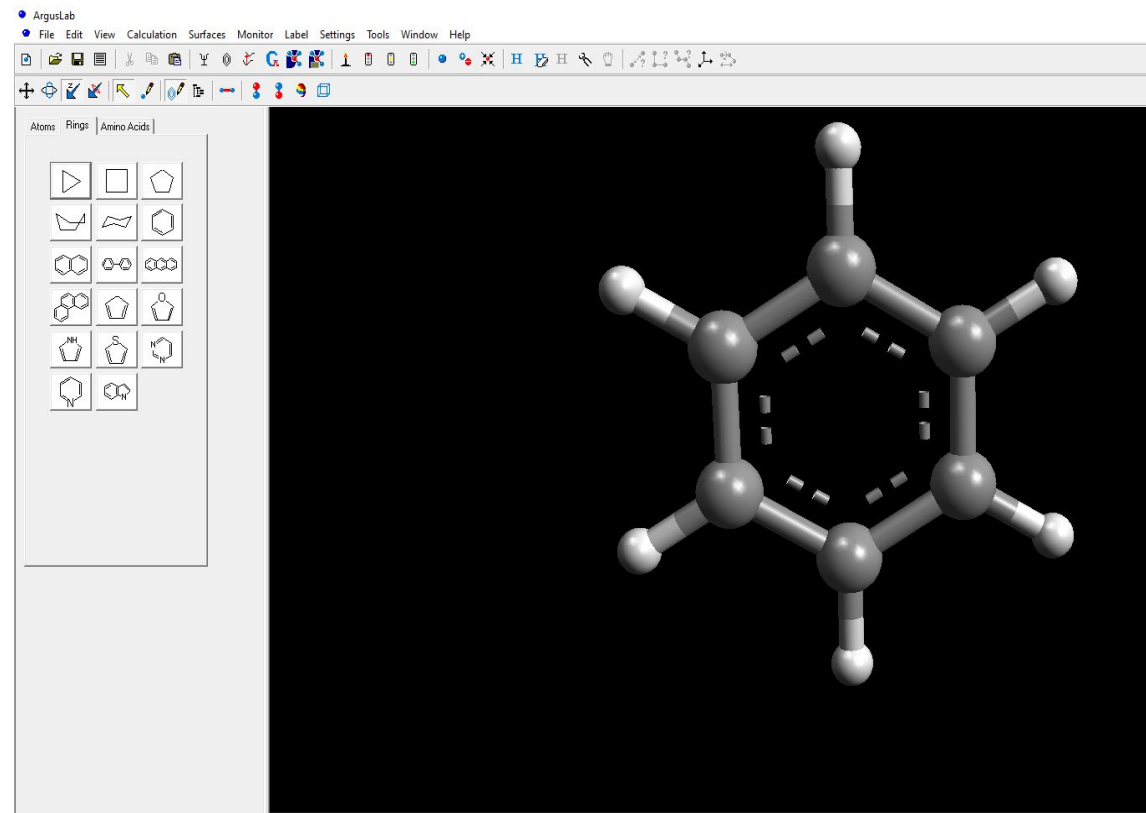 ArgusLab
File Edit View Calculation Surfaces Monitor Label Settings Tools Window Help
H H H
Atoms Rings Amino Acids
O
NH S N N
N N